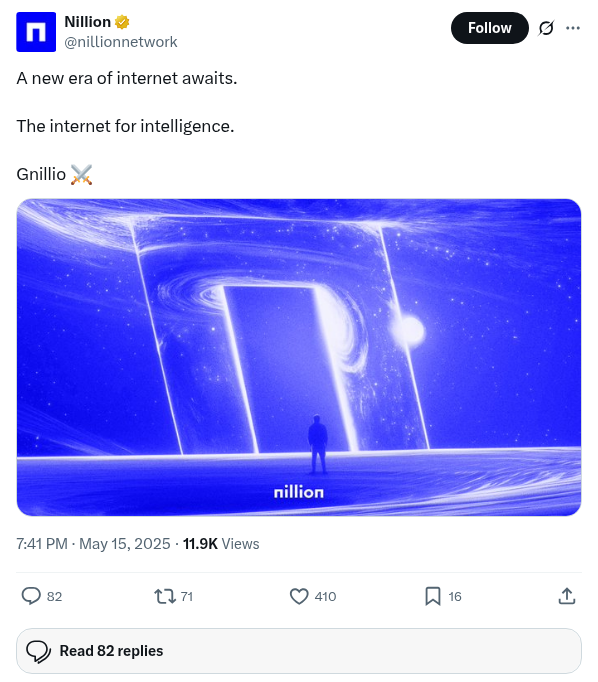 Nillion
@nillionnetwork
Follow
A new era of internet awaits.
The internet for intelligence.
Gnillio ⚔️
nillion
7:41 PM · May 15, 2025 · 11.9K Views
82
71
410
16
Read 82 replies